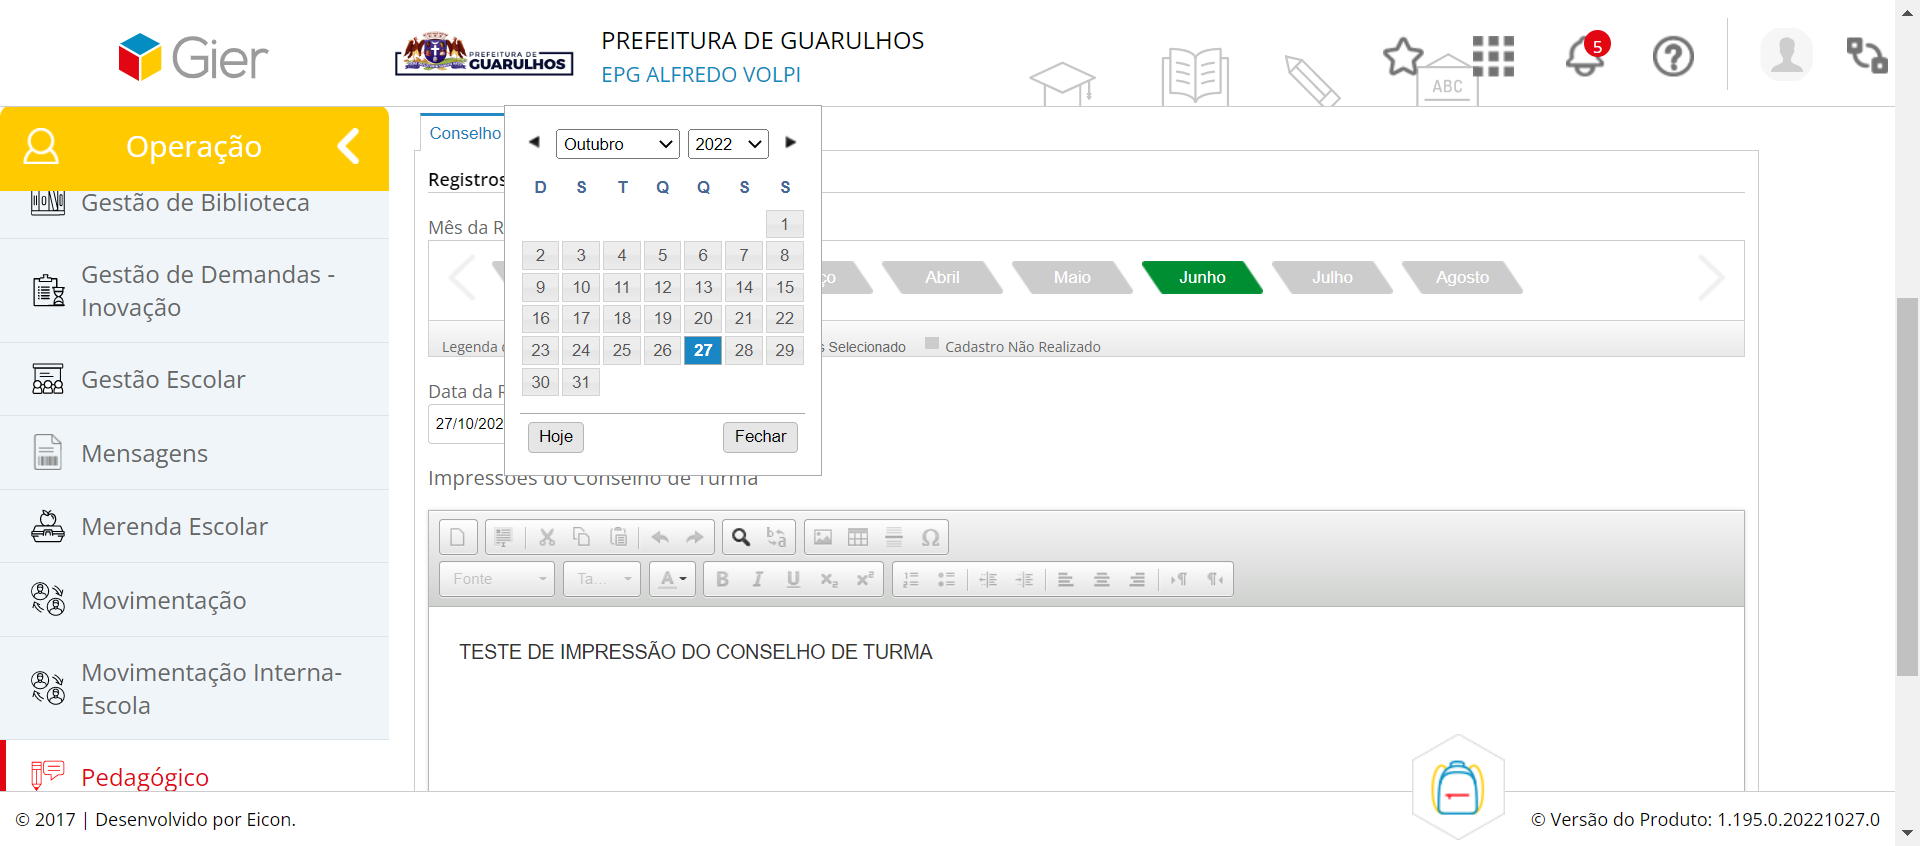 Gier
PREFEITURA DE
GUARULHOS
PREFEITURA DE GUARULHOS
EPG ALFREDO VOLPI
ABC
5
Operação
Gestão de Biblioteca
Gestão de Demandas -
Inovação
Gestão Escolar
Mensagens
Merenda Escolar
Movimentação
Movimentação Interna-
Escola
Pedagógico
Conselho
Registros
Mês da R
Outubro 2022
D S T Q Q S S
1
2 3 4 5 6 7 8
9 10 11 12 13 14 15
16 17 18 19 20 21 22
23 24 25 26 27 28 29
30 31
Hoje Fechar
ço Abril Maio Junho Julho Agosto
Legenda s Selecionado Cadastro Não Realizado
Data da R
27/10/202
Impressões do Conselho de Turma
Fonte Ta...
TESTE DE IMPRESSÃO DO CONSELHO DE TURMA
© 2017 | Desenvolvido por Eicon.
© Versão do Produto: 1.195.0.20221027.0